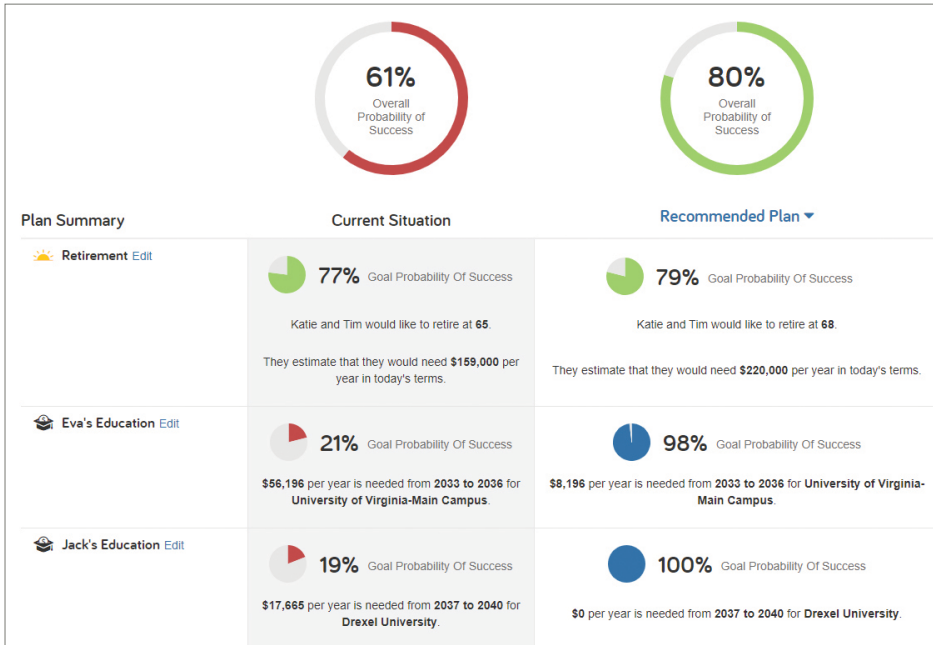 61%
Overall
Probability of
Success
80%
Overall
Probability of
Success
Plan Summary
Current Situation
Recommended Plan
Retirement Edit
77% Goal Probability Of Success
Katie and Tim would like to retire at 65.
They estimate that they would need $159,000 per
year in today's terms.
79% Goal Probability Of Success
Katie and Tim would like to retire at 68.
They estimate that they would need $220,000 per year in today's terms.
Eva's Education Edit
21% Goal Probability Of Success
$56,196 per year is needed from 2033 to 2036 for
University of Virginia-Main Campus.
98% Goal Probability Of Success
$8,196 per year is needed from 2033 to 2036 for University of Virginia-
Main Campus.
Jack's Education Edit
19% Goal Probability Of Success
$17,665 per year is needed from 2037 to 2040 for
Drexel University.
100% Goal Probability Of Success
$0 per year is needed from 2037 to 2040 for Drexel University.